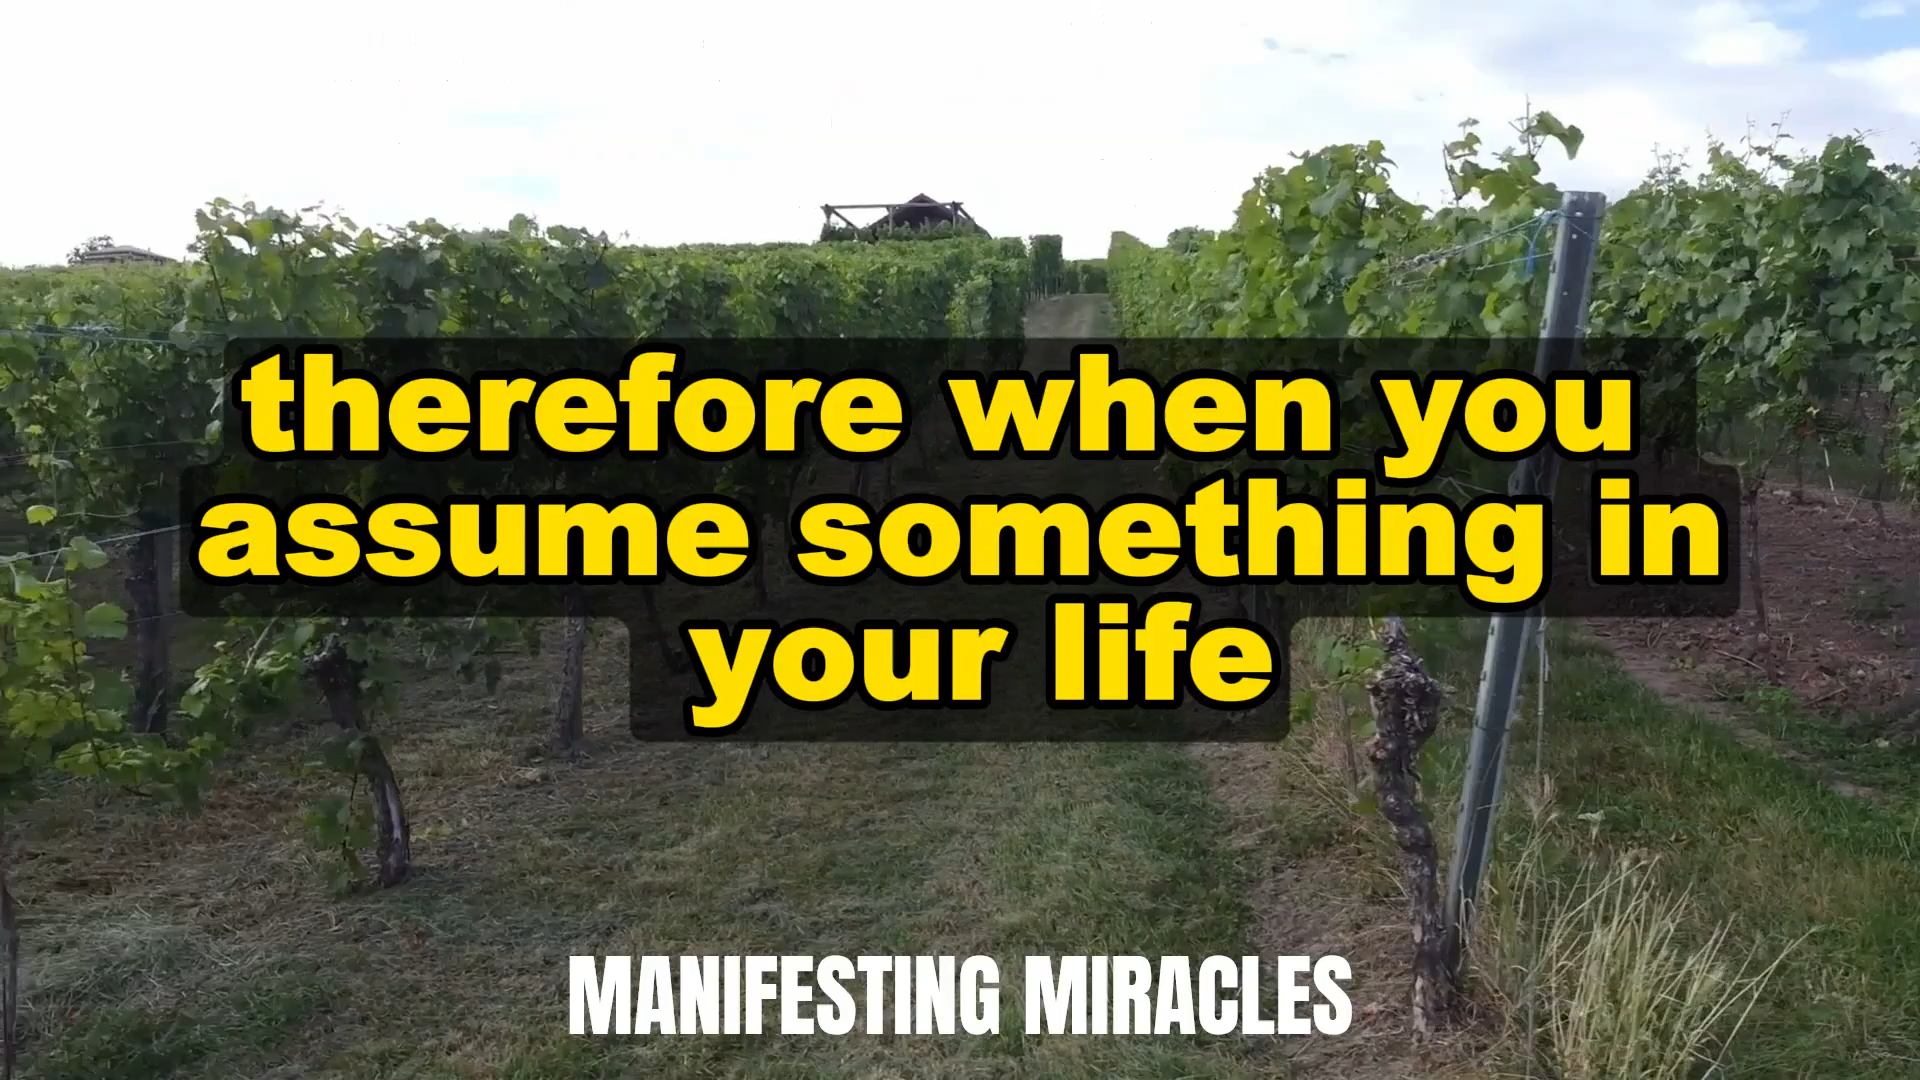 therefore when you
assume something in
your life
MANIFESTING MIRACLES